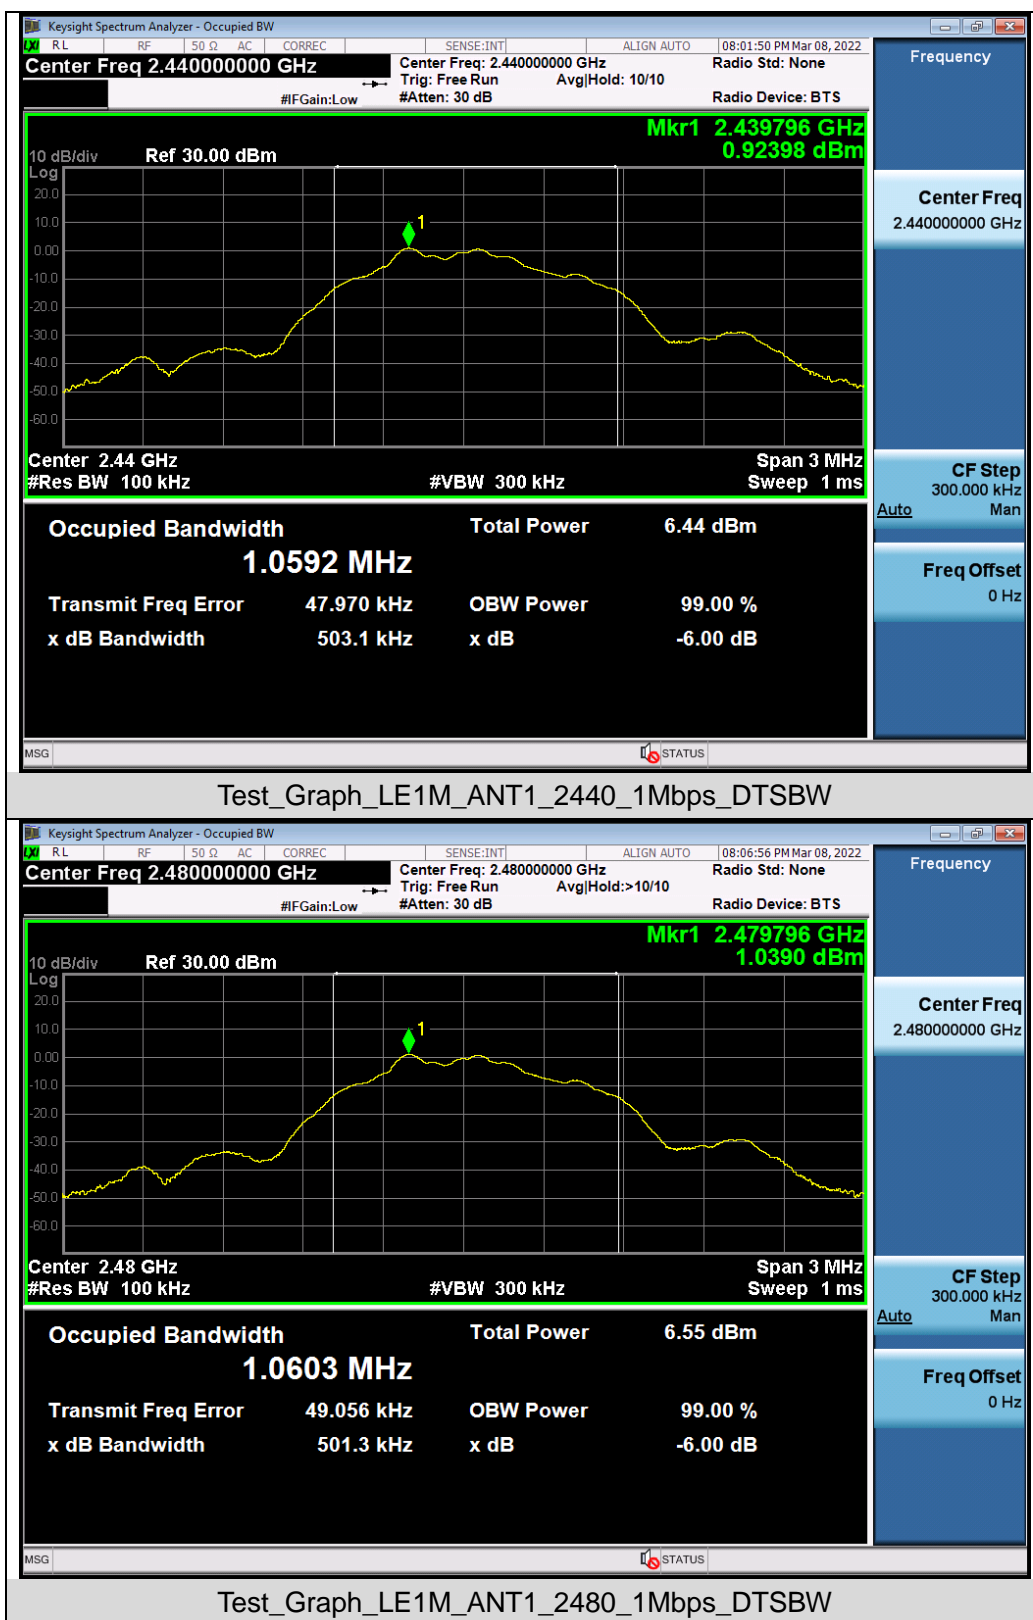 Keysight Spectrum Analyzer - Occupied BW
LXI RL RF 50 Ω AC CORREC SENSE:INT ALIGN AUTO 08:01:50 PM Mar 08, 2022
Center Freq 2.440000000 GHz Center Freq: 2.440000000 GHz Radio Std: None Frequency
Trig: Free Run Avg|Hold: 10/10
#IFGain:Low #Atten: 30 dB Radio Device: BTS
Mkr1 2.439796 GHz
10 dB/div Ref 30.00 dBm 0.92398 dBm
Log
20.0
10.0
0.00
-10.0
-20.0
-30.0
-40.0
-50.0
-60.0
1
Center Freq
2.440000000 GHz
Center 2.44 GHz Span 3 MHz
#Res BW 100 kHz #VBW 300 kHz Sweep 1 ms
CF Step
300.000 kHz
Auto Man
Occupied Bandwidth Total Power 6.44 dBm
1.0592 MHz
Freq Offset
0 Hz
Transmit Freq Error 47.970 kHz OBW Power 99.00 %
x dB Bandwidth 503.1 kHz x dB -6.00 dB
MSG STATUS
Test_Graph_LE1M_ANT1_2440_1Mbps_DTSBW
Keysight Spectrum Analyzer - Occupied BW
LXI RL RF 50 Ω AC CORREC SENSE:INT ALIGN AUTO 08:06:56 PM Mar 08, 2022
Center Freq 2.480000000 GHz Center Freq: 2.480000000 GHz Radio Std: None Frequency
Trig: Free Run Avg|Hold:>10/10
#IFGain:Low #Atten: 30 dB Radio Device: BTS
Mkr1 2.479796 GHz
10 dB/div Ref 30.00 dBm 1.0390 dBm
Log
20.0
10.0
0.00
-10.0
-20.0
-30.0
-40.0
-50.0
-60.0
1
Center Freq
2.480000000 GHz
Center 2.48 GHz Span 3 MHz
#Res BW 100 kHz #VBW 300 kHz Sweep 1 ms
CF Step
300.000 kHz
Auto Man
Occupied Bandwidth Total Power 6.55 dBm
1.0603 MHz
Freq Offset
0 Hz
Transmit Freq Error 49.056 kHz OBW Power 99.00 %
x dB Bandwidth 501.3 kHz x dB -6.00 dB
MSG STATUS
Test_Graph_LE1M_ANT1_2480_1Mbps_DTSBW